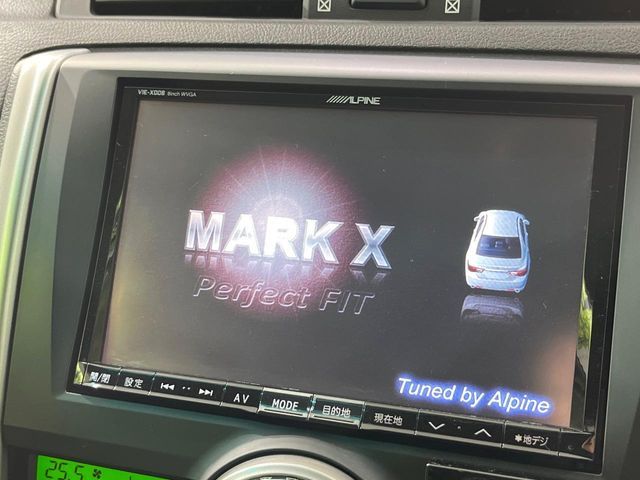 VIE-X008 8inch WVGA
ALPINE
MARK X
Perfect FIT
Tuned by Alpine
開/閉 設定 AV MODE 目的地 現在地 *地デジ
25.5